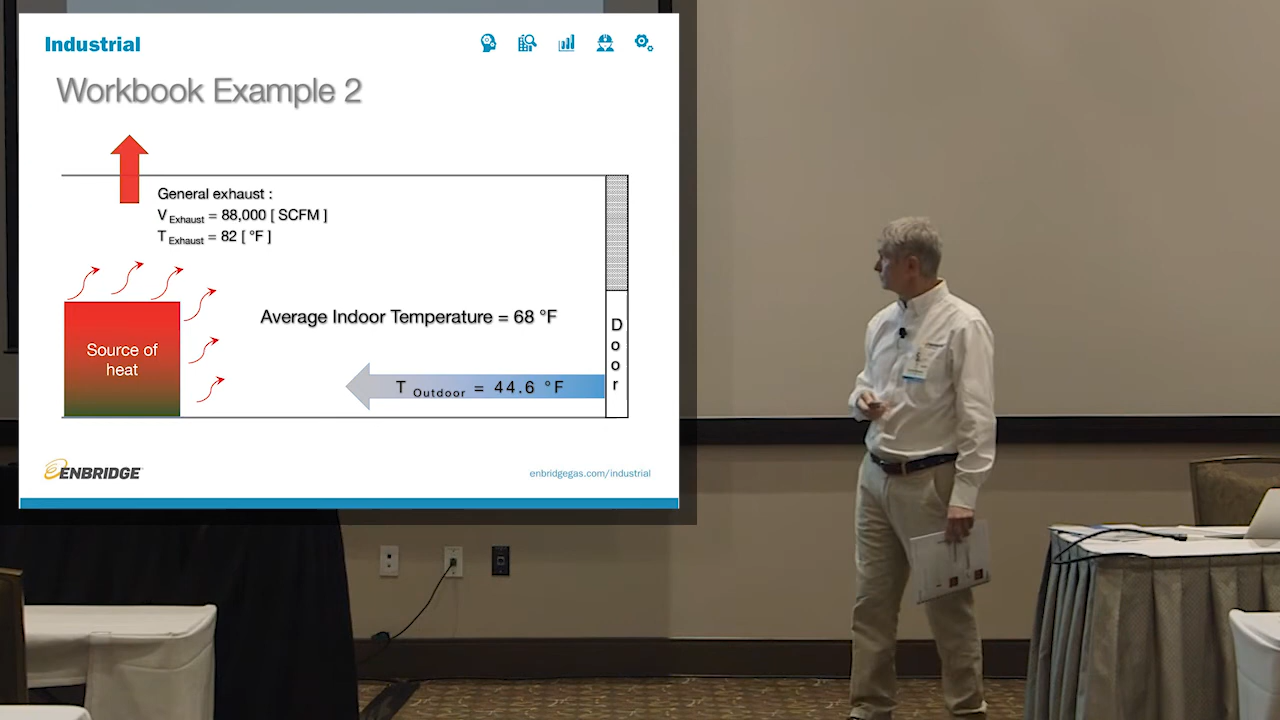 Industrial
Workbook Example 2
General exhaust :
V Exhaust = 88,000 [ SCFM ]
T Exhaust = 82 [ °F ]
Source of
heat
Average Indoor Temperature = 68 °F
T Outdoor = 44.6 °F
D
o
o
r
ENBRIDGE
enbridgegas.com/industrial